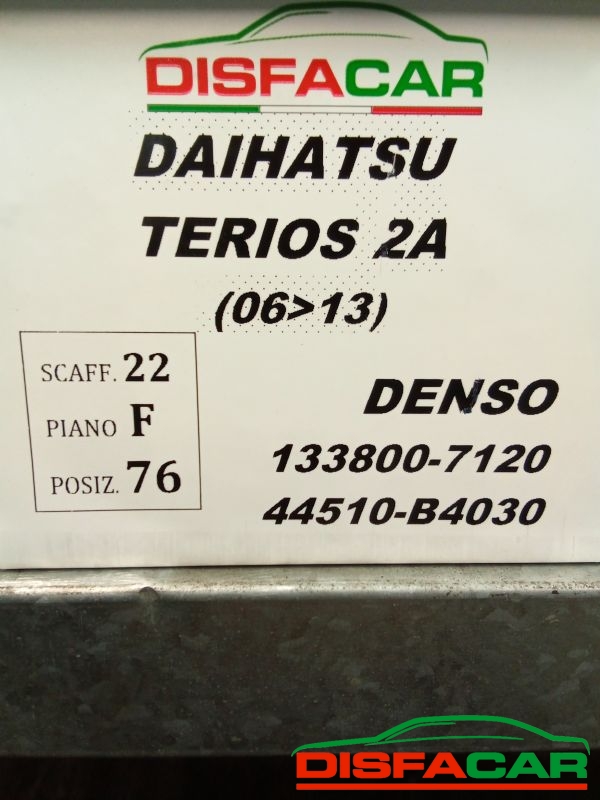 DISFACAR
DAIHATSU
TERIOS 2A
(06>13)
SCAFF. 22
PIANO F
POSIZ. 76
DENSO
133800-7120
44510-B4030
DISFACAR